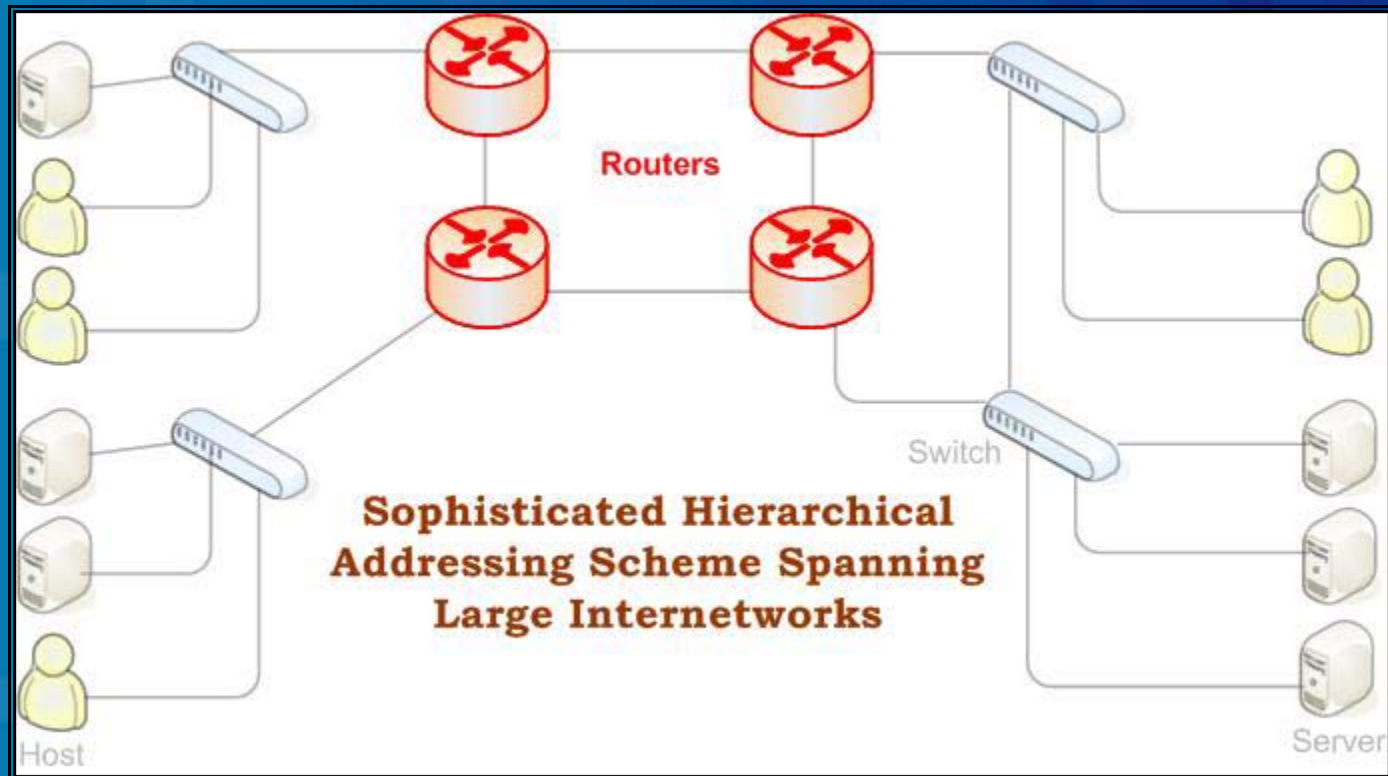 Routers
Switch
Sophisticated Hierarchical
Addressing Scheme Spanning
Large Internetworks
Host
Server